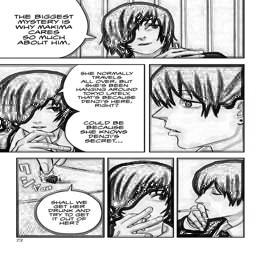 THE BIGGEST
MYSTERY IS
WHY MAKIMA
CARES
SO MUCH
ABOUT HIM.
SHE NORMALLY
TRAVELS
ALL OVER, BUT
SHE'S BEEN
HANGING AROUND
TOKYO LATELY.
THAT'S BECAUSE
DENJI'S HERE,
RIGHT?
COULD BE
BECAUSE
SHE KNOWS
DENJI'S
SECRET...
SHALL WE
GET HER
DRUNK AND
TRY TO
GET IT
OUT OF
HER?